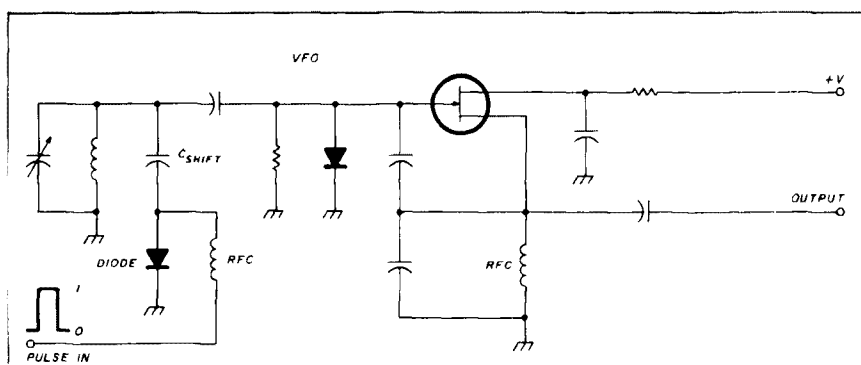 VFO
+V
C SHIFT
OUTPUT
DIODE
RFC
RFC
1
0
PULSE IN